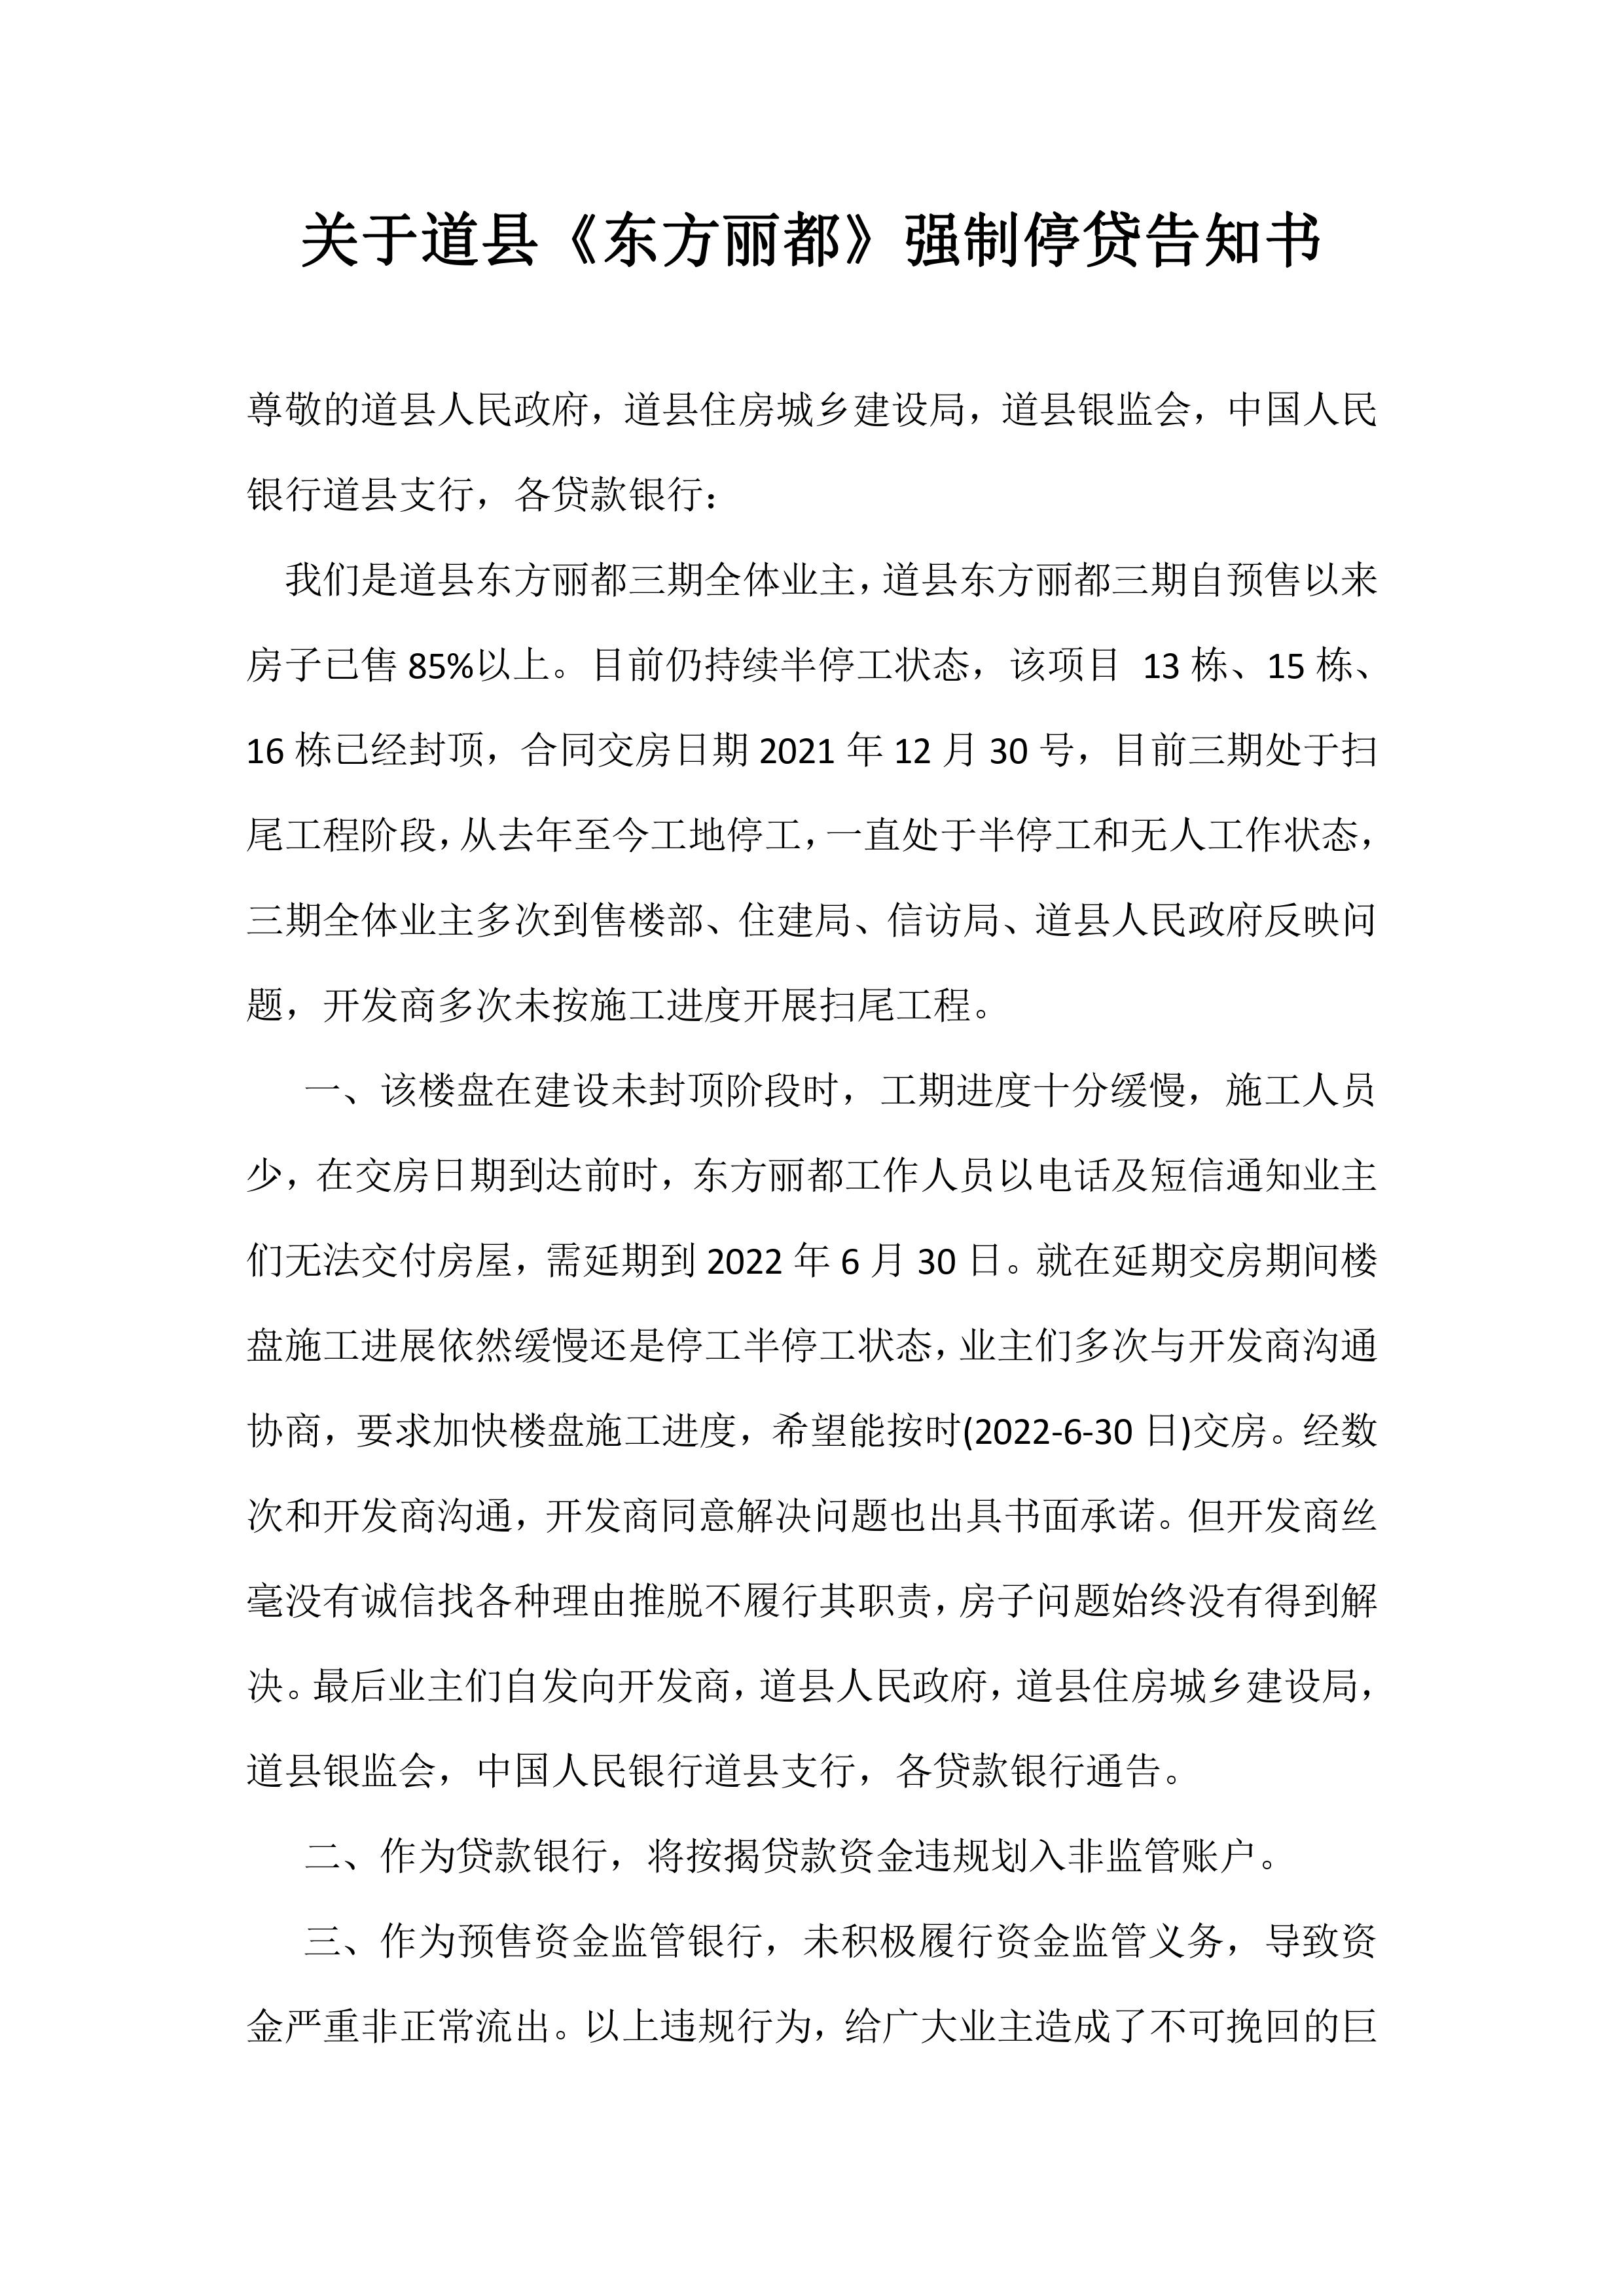 关于道县《东方丽都》强制停贷告知书
尊敬的道县人民政府，道县住房城乡建设局，道县银监会，中国人民
银行道县支行，各贷款银行：
我们是道县东方丽都三期全体业主，道县东方丽都三期自预售以来
房子已售 85%以上。目前仍持续半停工状态，该项目 13 栋、15 栋、
16 栋已经封顶，合同交房日期 2021 年 12 月 30 号，目前三期处于扫
尾工程阶段，从去年至今工地停工，一直处于半停工和无人工作状态，
三期全体业主多次到售楼部、住建局、信访局、道县人民政府反映问
题，开发商多次未按施工进度开展扫尾工程。
一、该楼盘在建设未封顶阶段时，工期进度十分缓慢，施工人员
少，在交房日期到达前时，东方丽都工作人员以电话及短信通知业主
们无法交付房屋，需延期到 2022 年 6 月 30 日。就在延期交房期间楼
盘施工进展依然缓慢还是停工半停工状态，业主们多次与开发商沟通
协商，要求加快楼盘施工进度，希望能按时(2022-6-30 日)交房。经数
次和开发商沟通，开发商同意解决问题也出具书面承诺。但开发商丝
毫没有诚信找各种理由推脱不履行其职责，房子问题始终没有得到解
决。最后业主们自发向开发商，道县人民政府，道县住房城乡建设局，
道县银监会，中国人民银行道县支行，各贷款银行通告。
二、作为贷款银行，将按揭贷款资金违规划入非监管账户。
三、作为预售资金监管银行，未积极履行资金监管义务，导致资
金严重非正常流出。以上违规行为，给广大业主造成了不可挽回的巨